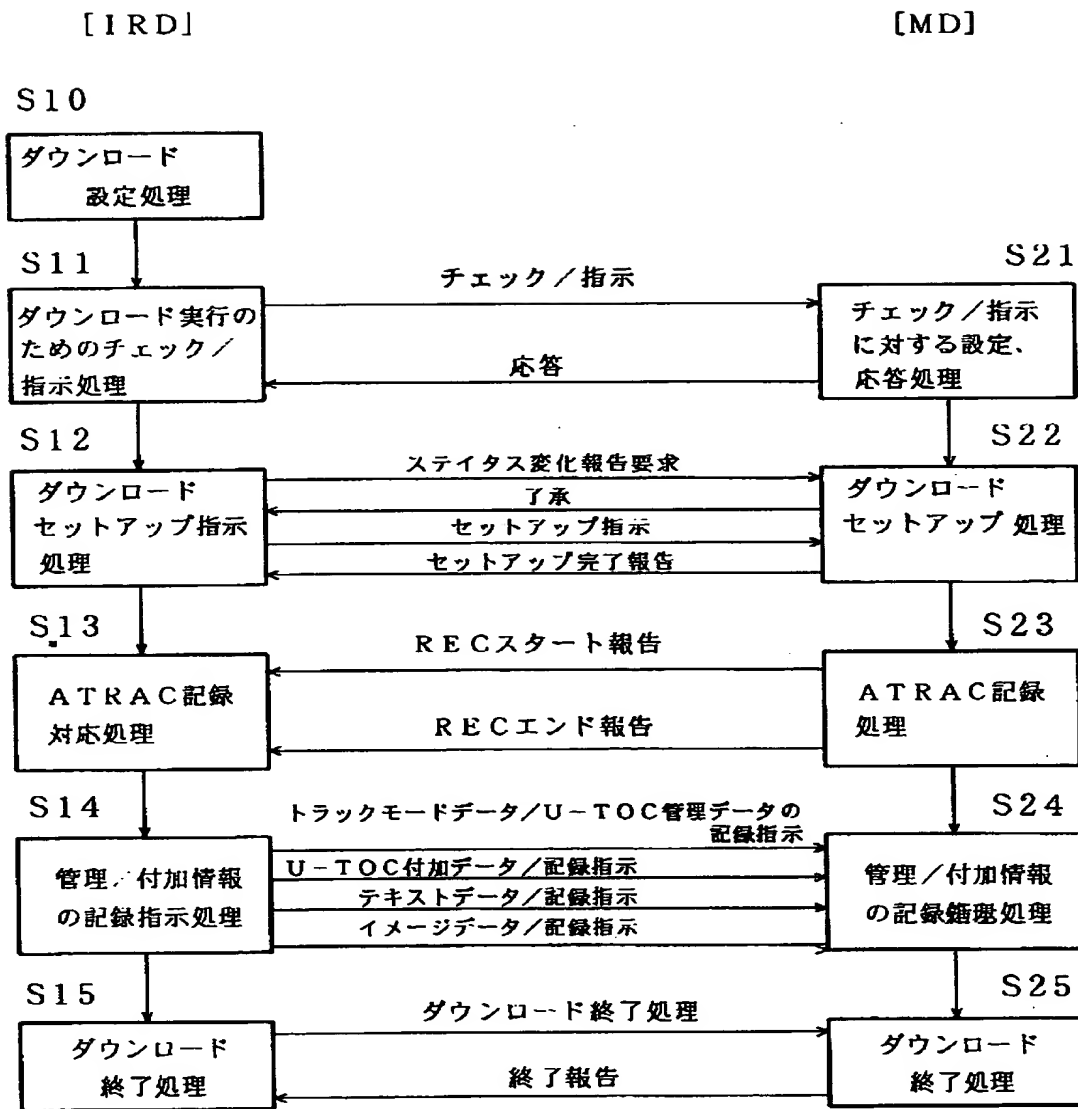 [IRD]
[MD]
S10
ダウンロード
設定処理
S11
チェック/指示
S21
ダウンロード実行の
ためのチェック/
指示処理
応答
チェック/指示
に対する設定、
応答処理
S12
S22
ステイタス変化報告要求
了承
セットアップ指示
セットアップ完了報告
ダウンロード
セットアップ指示
処理
ダウンロード
セットアップ処理
S13
S23
RECスタート報告
RECエンド報告
ATRAC記録
対応処理
ATRAC記録
処理
S14
S24
トラックモードデータ/U-TOC管理データの
記録指示
U-TOC付加データ/記録指示
テキストデータ/記録指示
イメージデータ/記録指示
管理/付加情報
の記録指示処理
管理/付加情報
の記録処理
S15
S25
ダウンロード終了処理
終了報告
ダウンロード
終了処理
ダウンロード
終了処理